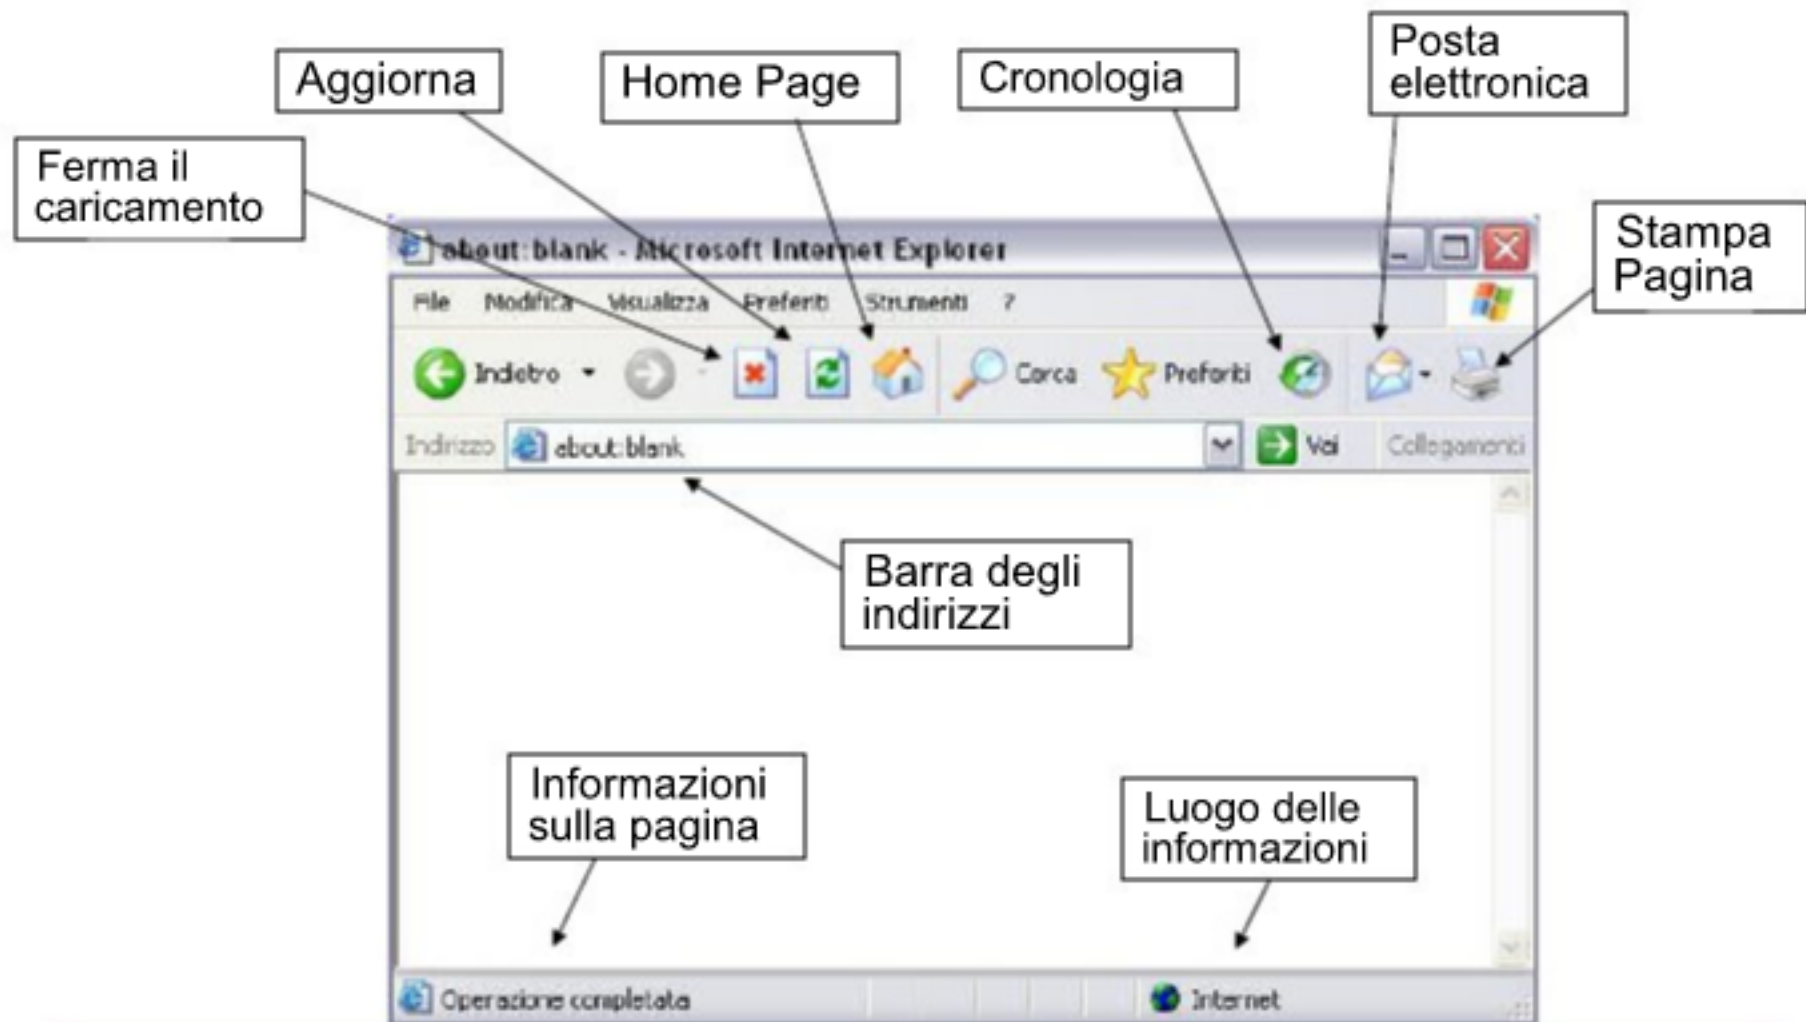 Posta
elettronica
Aggiorna
Home Page
Cronologia
Ferma il
caricamento
Stampa
Pagina
about:blank - Microsoft Internet Explorer
File Modifica Visualizza Preferiti Strumenti ?
Indietro Cerca Preferiti
Indirizzo about:blank Vai Collegamenti
Barra degli
indirizzi
Informazioni
sulla pagina
Luogo delle
informazioni
Operazione completata Internet